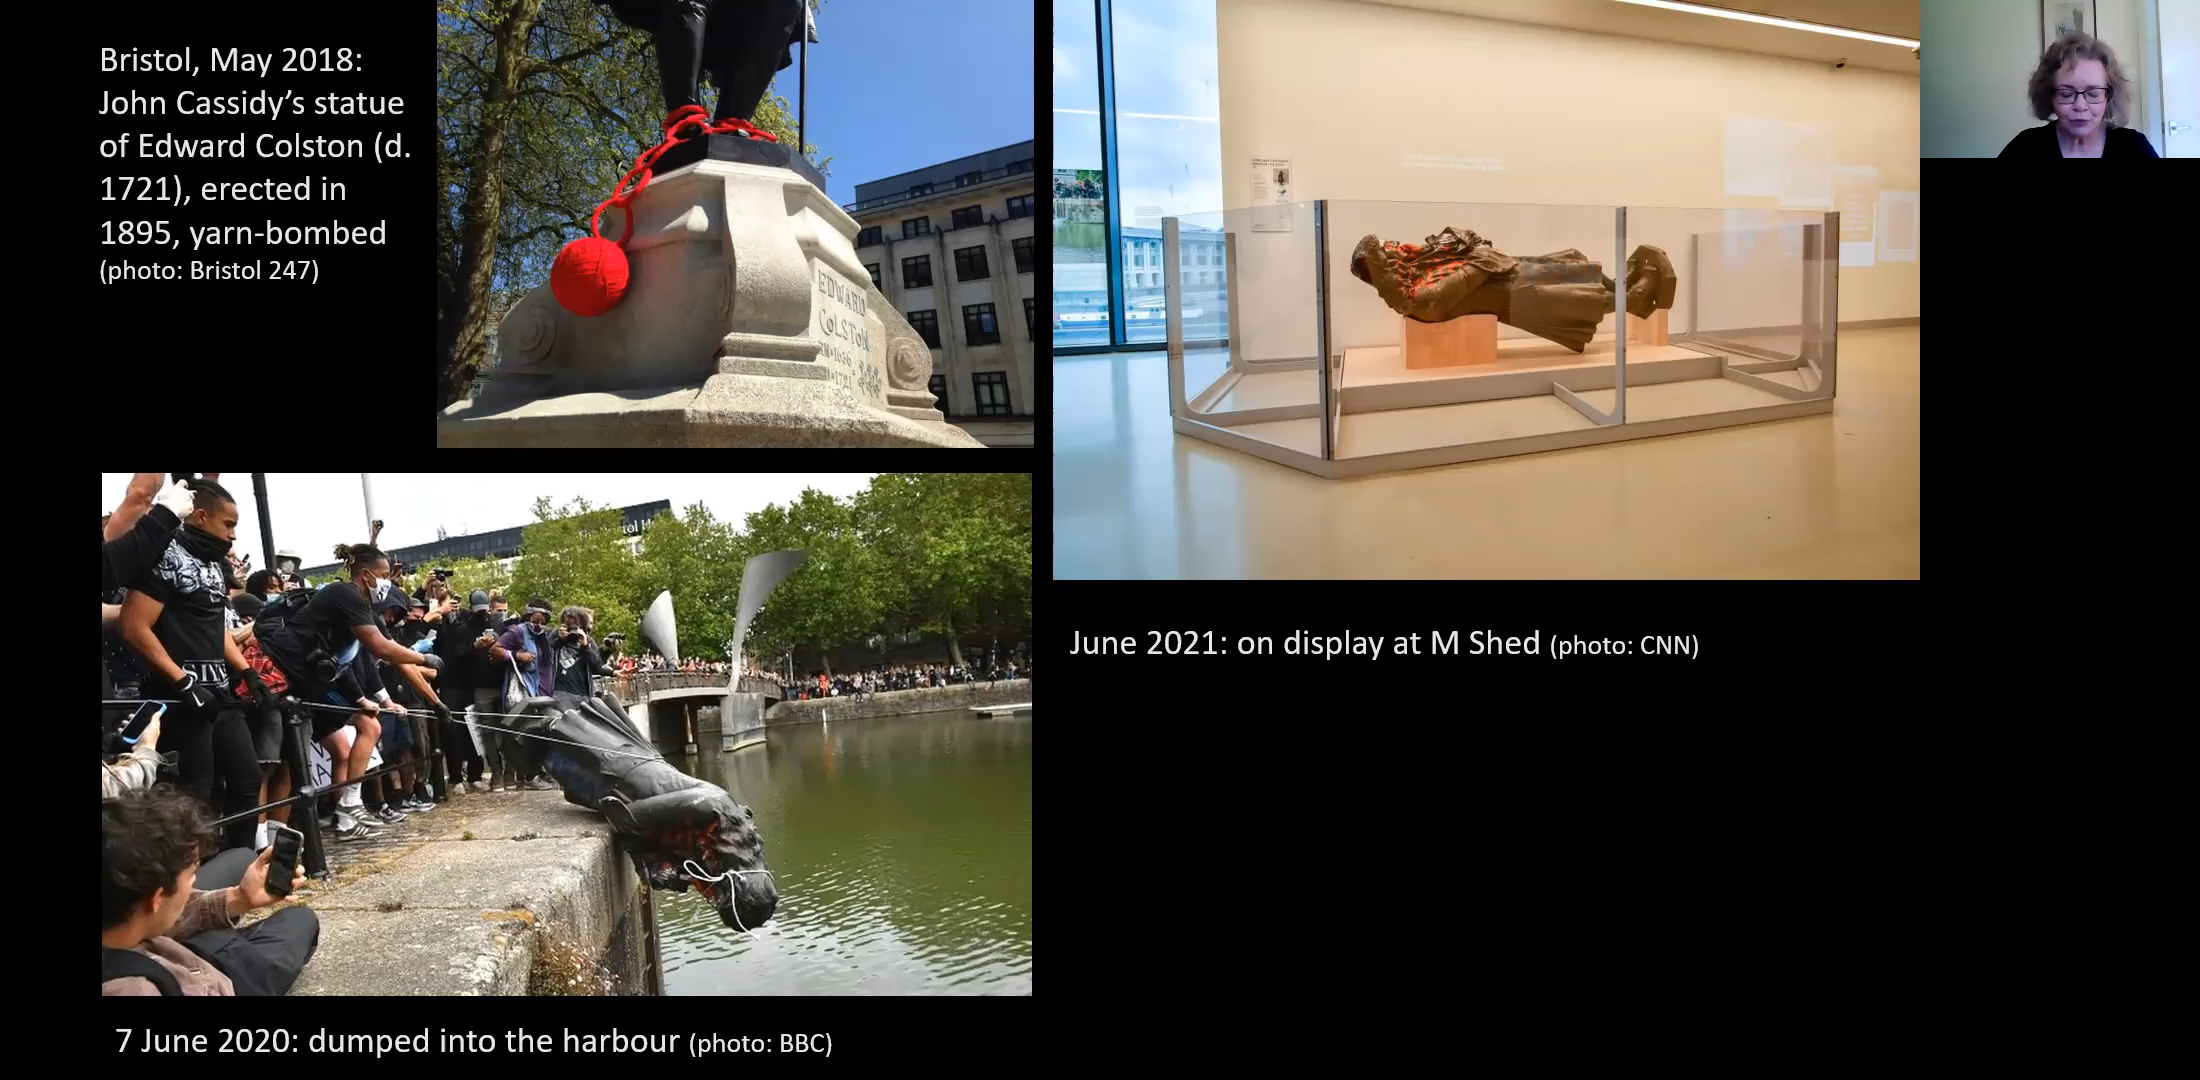 Bristol, May 2018:
John Cassidy’s statue
of Edward Colston (d.
1721), erected in
1895, yarn-bombed
(photo: Bristol 247)
EDWARD
COLSTON
1721
June 2021: on display at M Shed (photo: CNN)
7 June 2020: dumped into the harbour (photo: BBC)